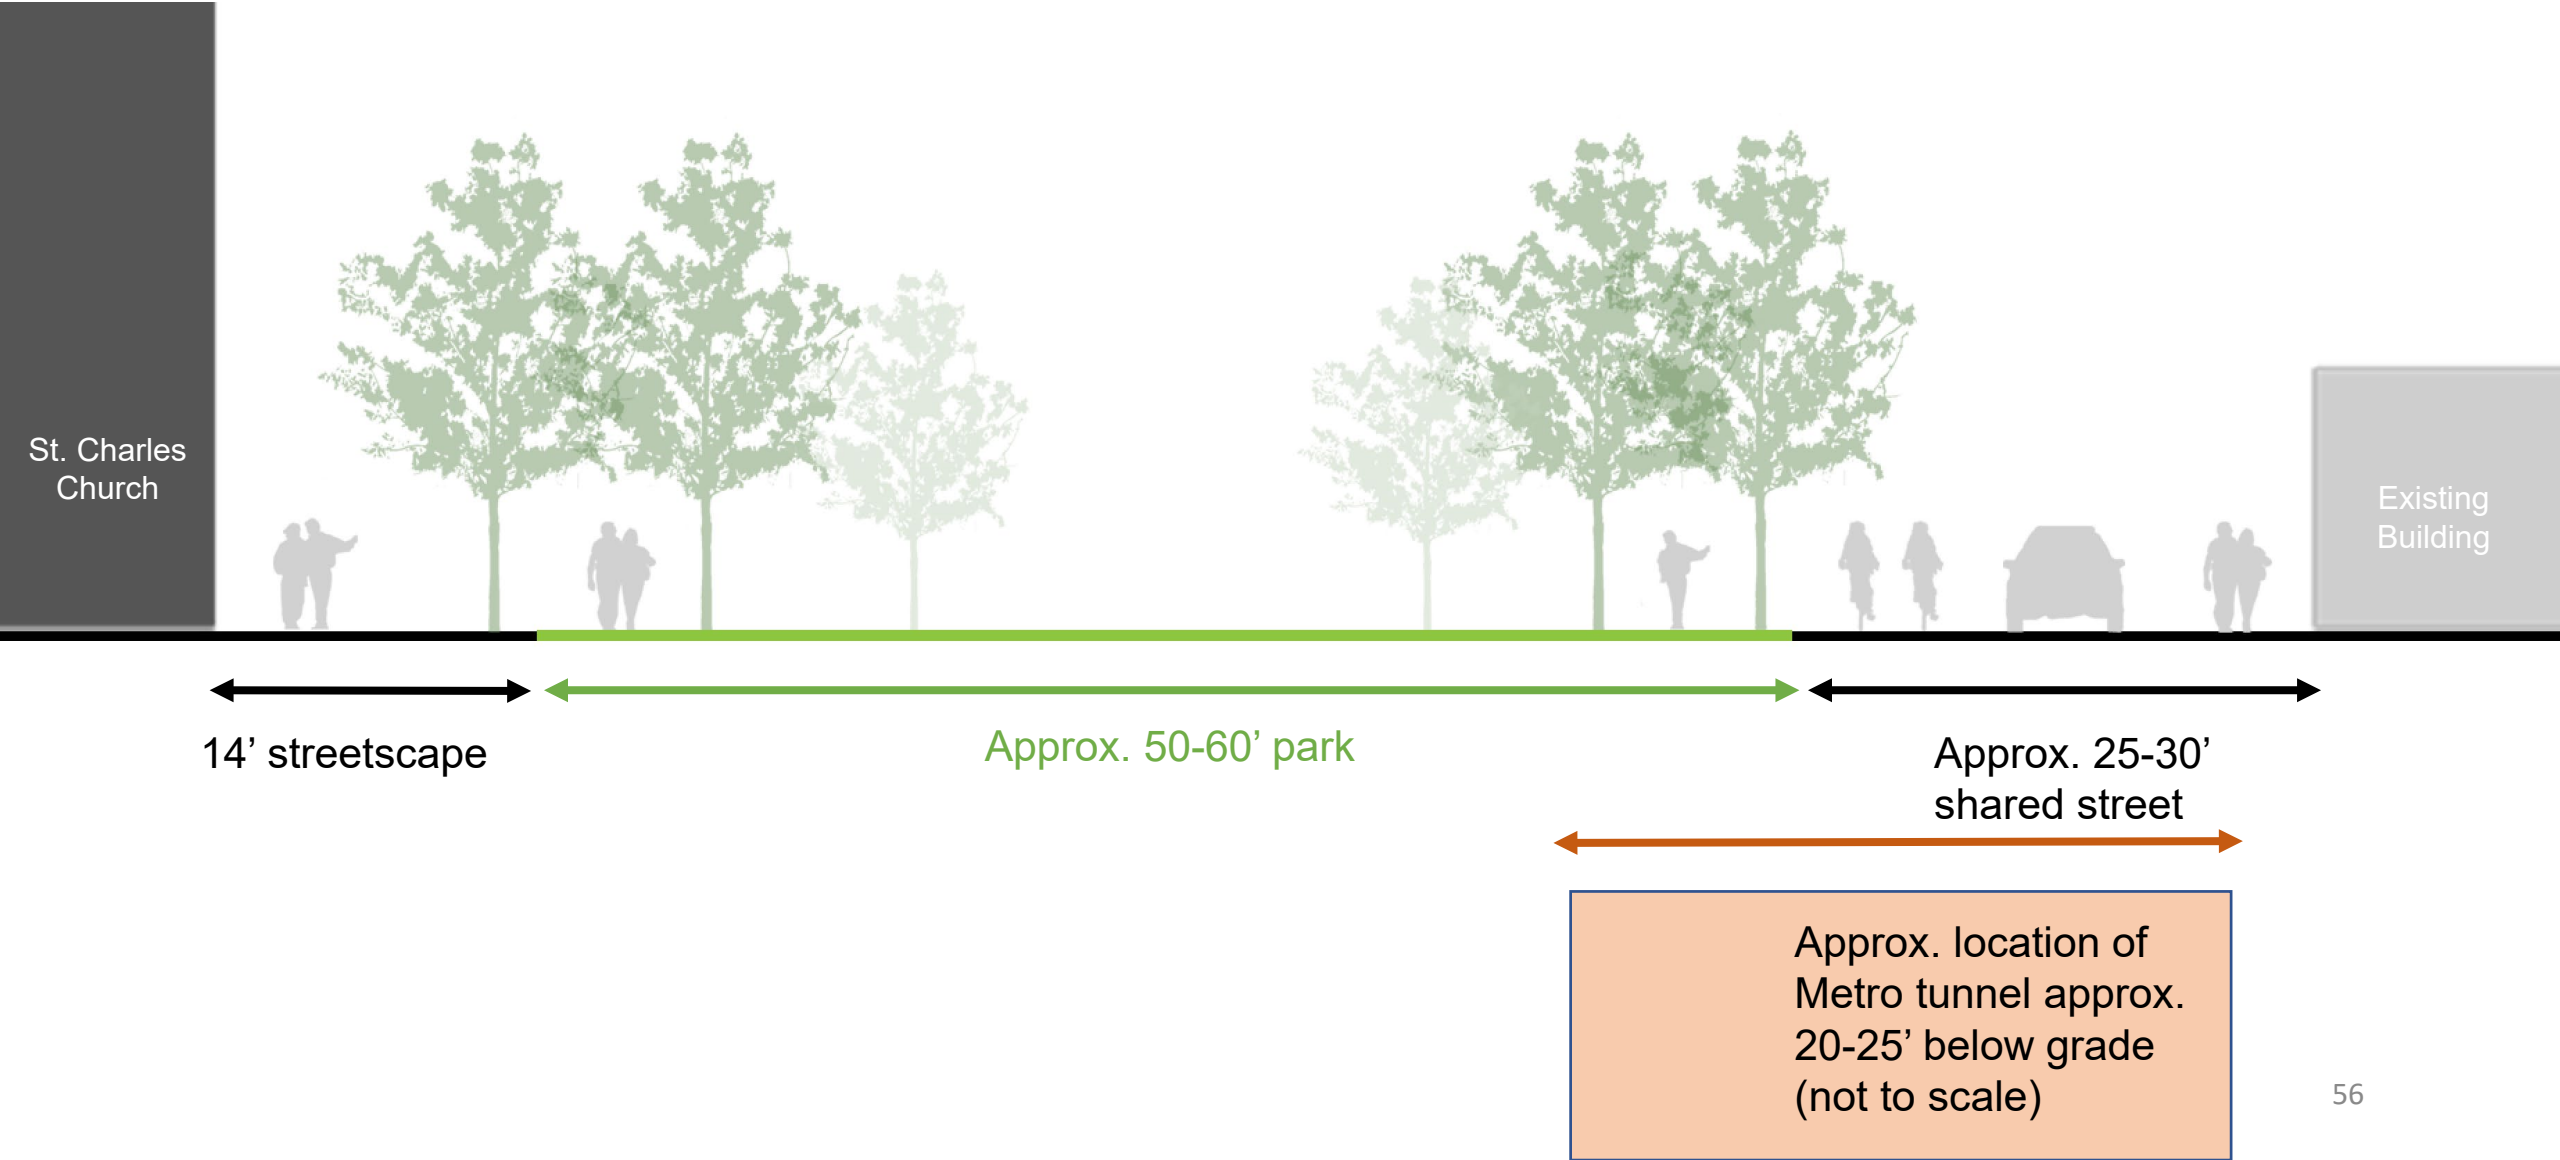 St. Charles
Church
Existing
Building
14’ streetscape
Approx. 50-60’ park
Approx. 25-30’
shared street
Approx. location of
Metro tunnel approx.
20-25’ below grade
(not to scale)
56